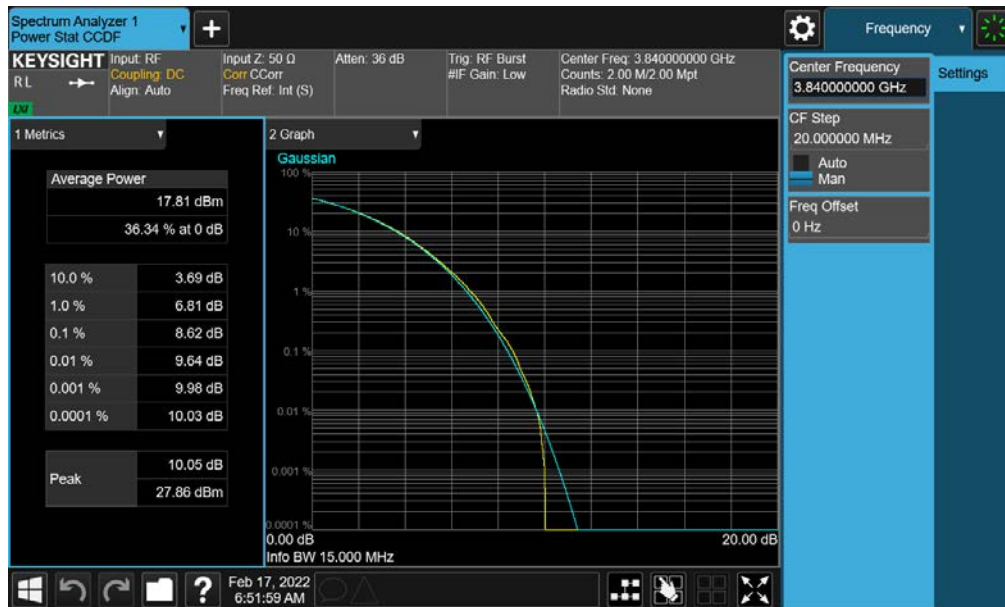 Spectrum Analyzer 1
Power Stat CCDF
+
Frequency
KEYSIGHT
RL
LXI
Input: RF
Coupling: DC
Align: Auto
Input Z: 50 Ω
Corr CCorr
Freq Ref: Int (S)
Atten: 36 dB
Trig: RF Burst
#IF Gain: Low
Center Freq: 3.840000000 GHz
Counts: 2.00 M/2.00 Mpt
Radio Std: None
Center Frequency
3.840000000 GHz
Settings
CF Step
20.000000 MHz
Auto
Man
Freq Offset
0 Hz
1 Metrics
Average Power
17.81 dBm
36.34 % at 0 dB
10.0 % 3.69 dB
1.0 % 6.81 dB
0.1 % 8.62 dB
0.01 % 9.64 dB
0.001 % 9.98 dB
0.0001 % 10.03 dB
Peak
10.05 dB
27.86 dBm
2 Graph
Gaussian
100 %
10 %
1 %
0.1 %
0.01 %
0.001 %
0.0001 %
0.00 dB 20.00 dB
Info BW 15.000 MHz
?
Feb 17, 2022
6:51:59 AM